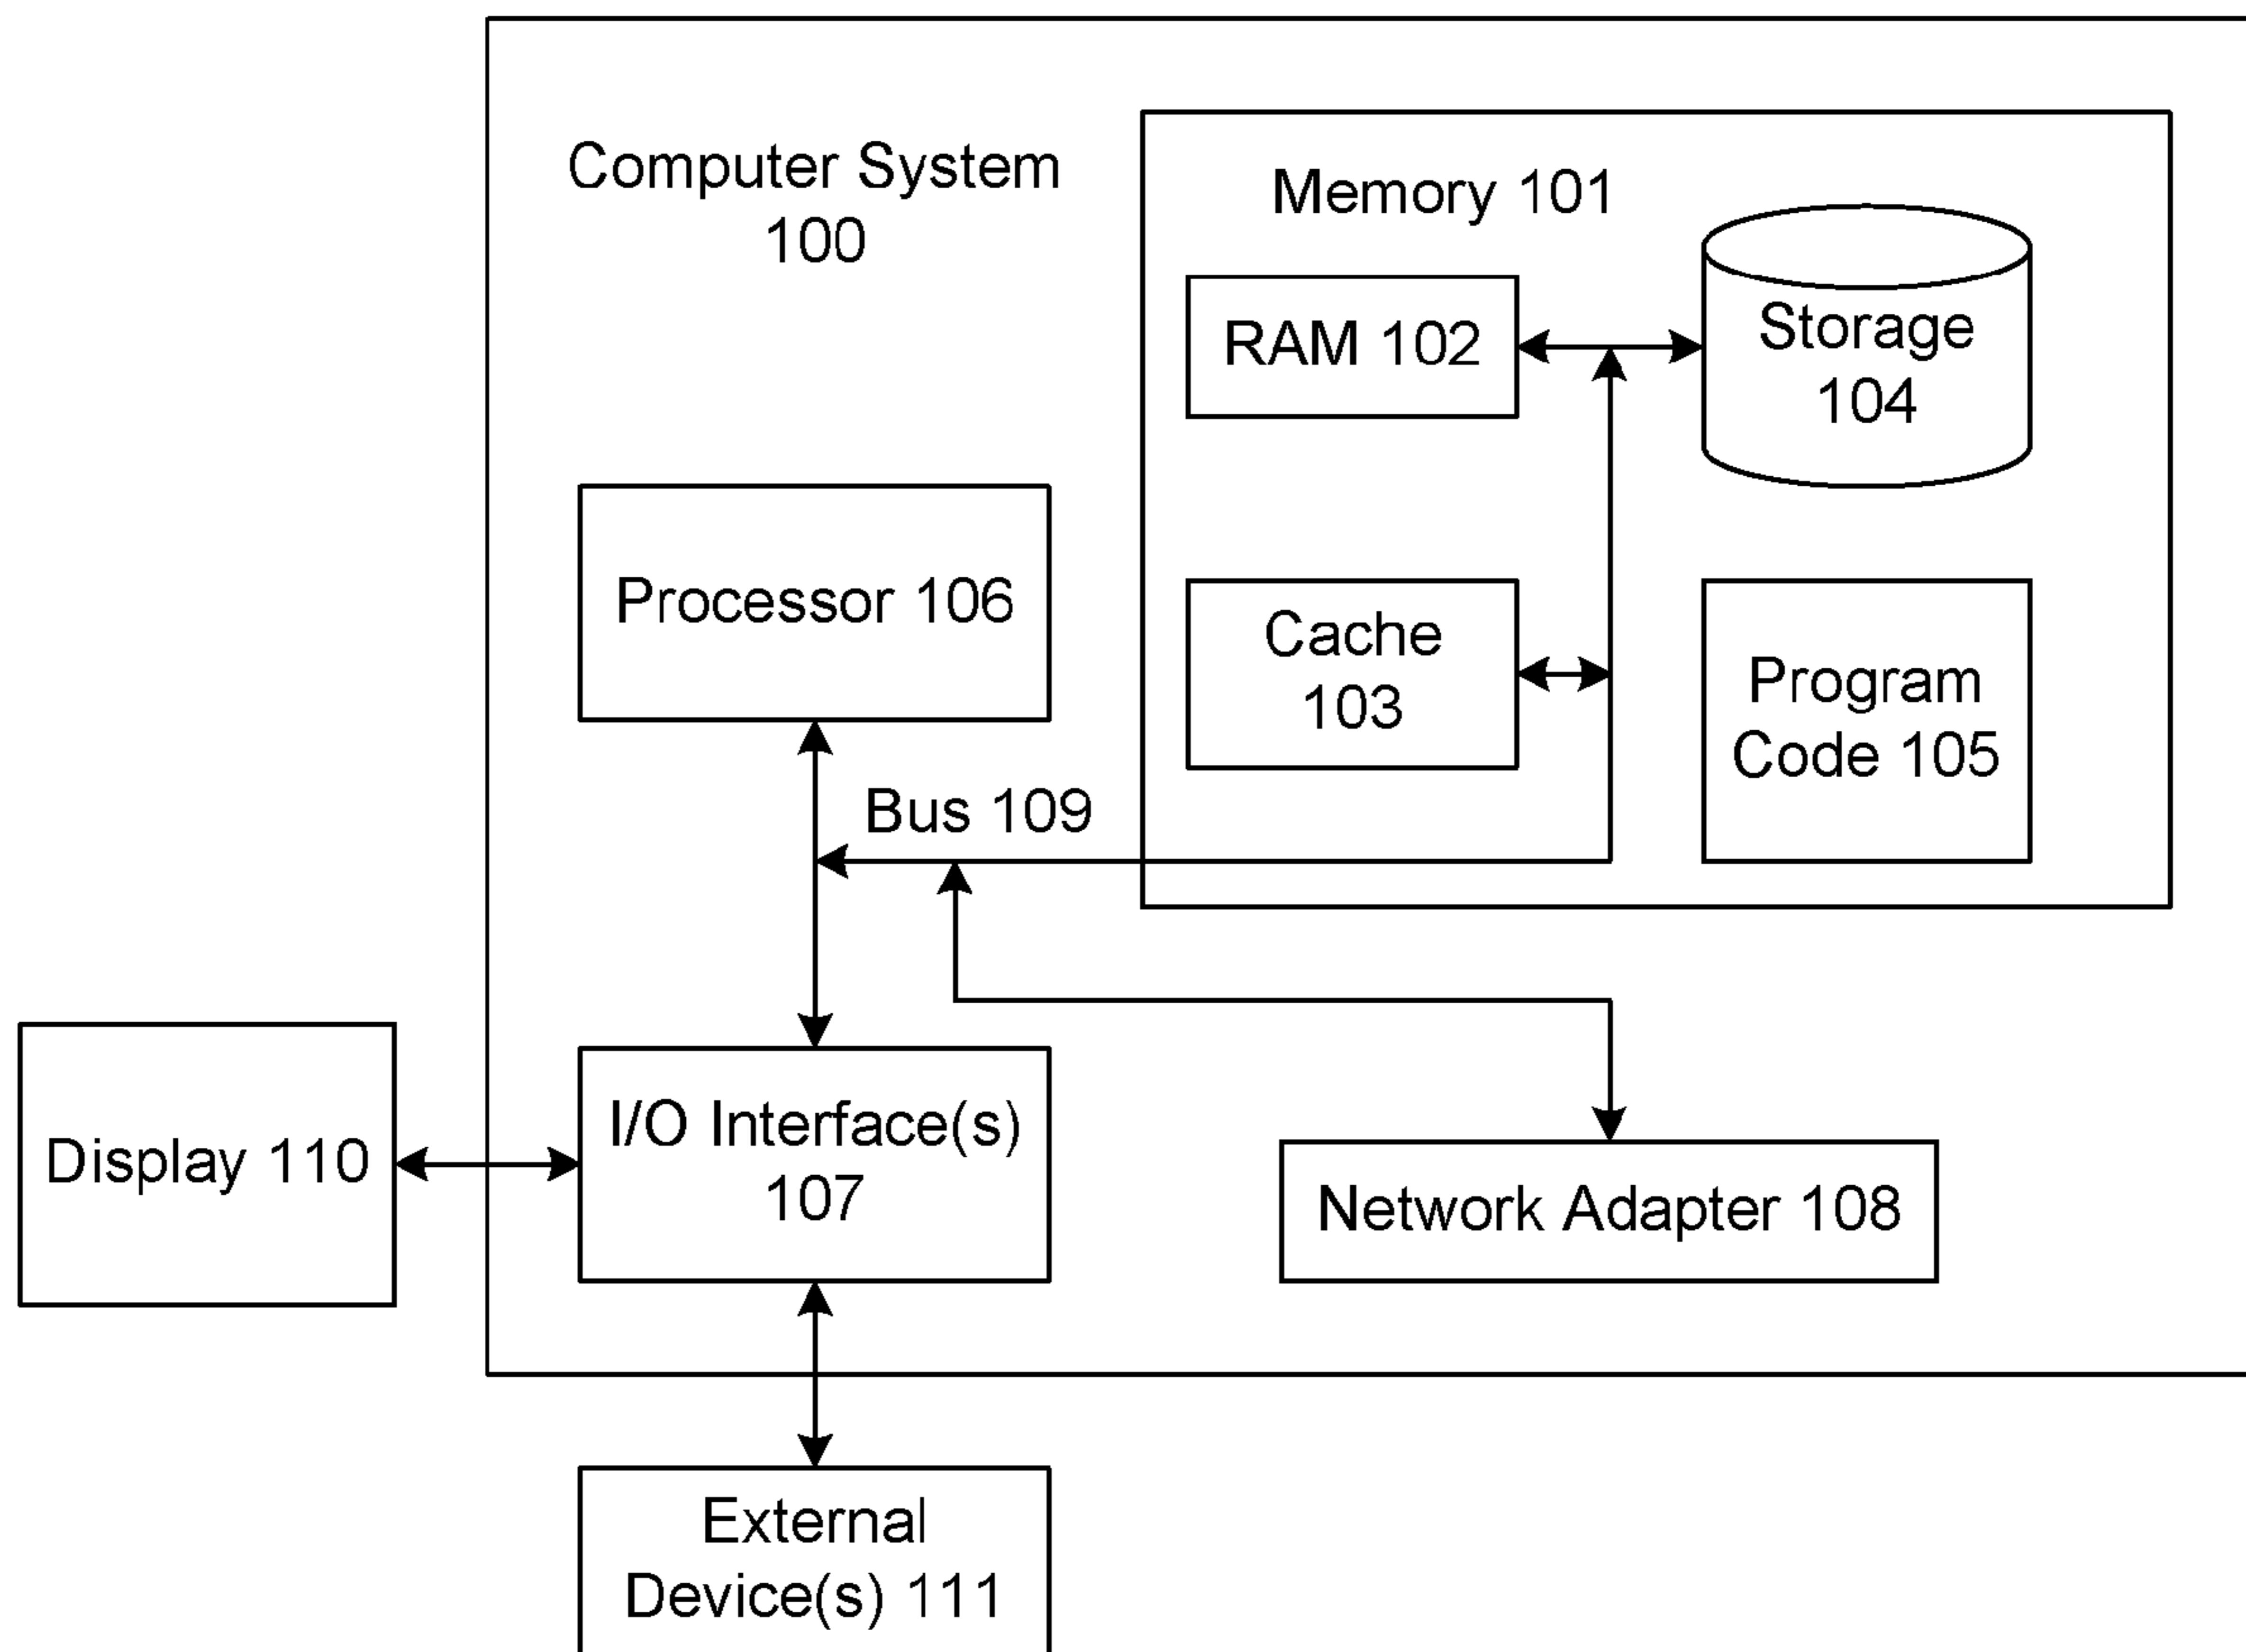 Computer System
100
Memory 101
RAM 102
Storage
104
Processor 106
Cache
103
Program
Code 105
Bus 109
Display 110
I/O Interface(s)
107
Network Adapter 108
External
Device(s) 111